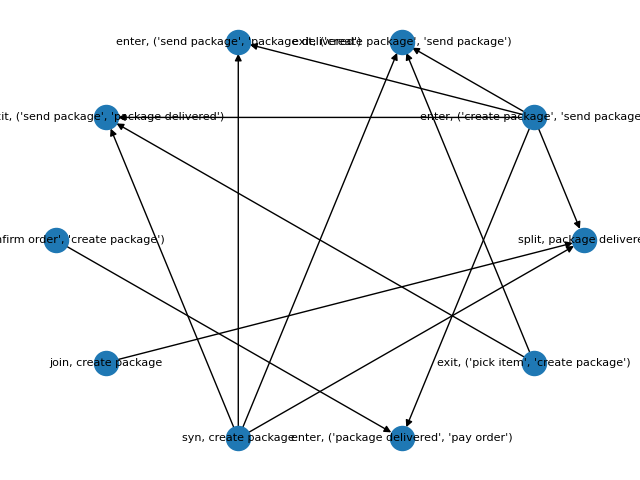 enter, ('send package', 'package delivered')
exit, ('create package', 'send package')
it, ('send package', 'package delivered')
enter, ('create package', 'send packag
nfirm order', 'create package')
split, package delivere
join, create package
exit, ('pick item', 'create package')
syn, create package
enter, ('package delivered', 'pay order')